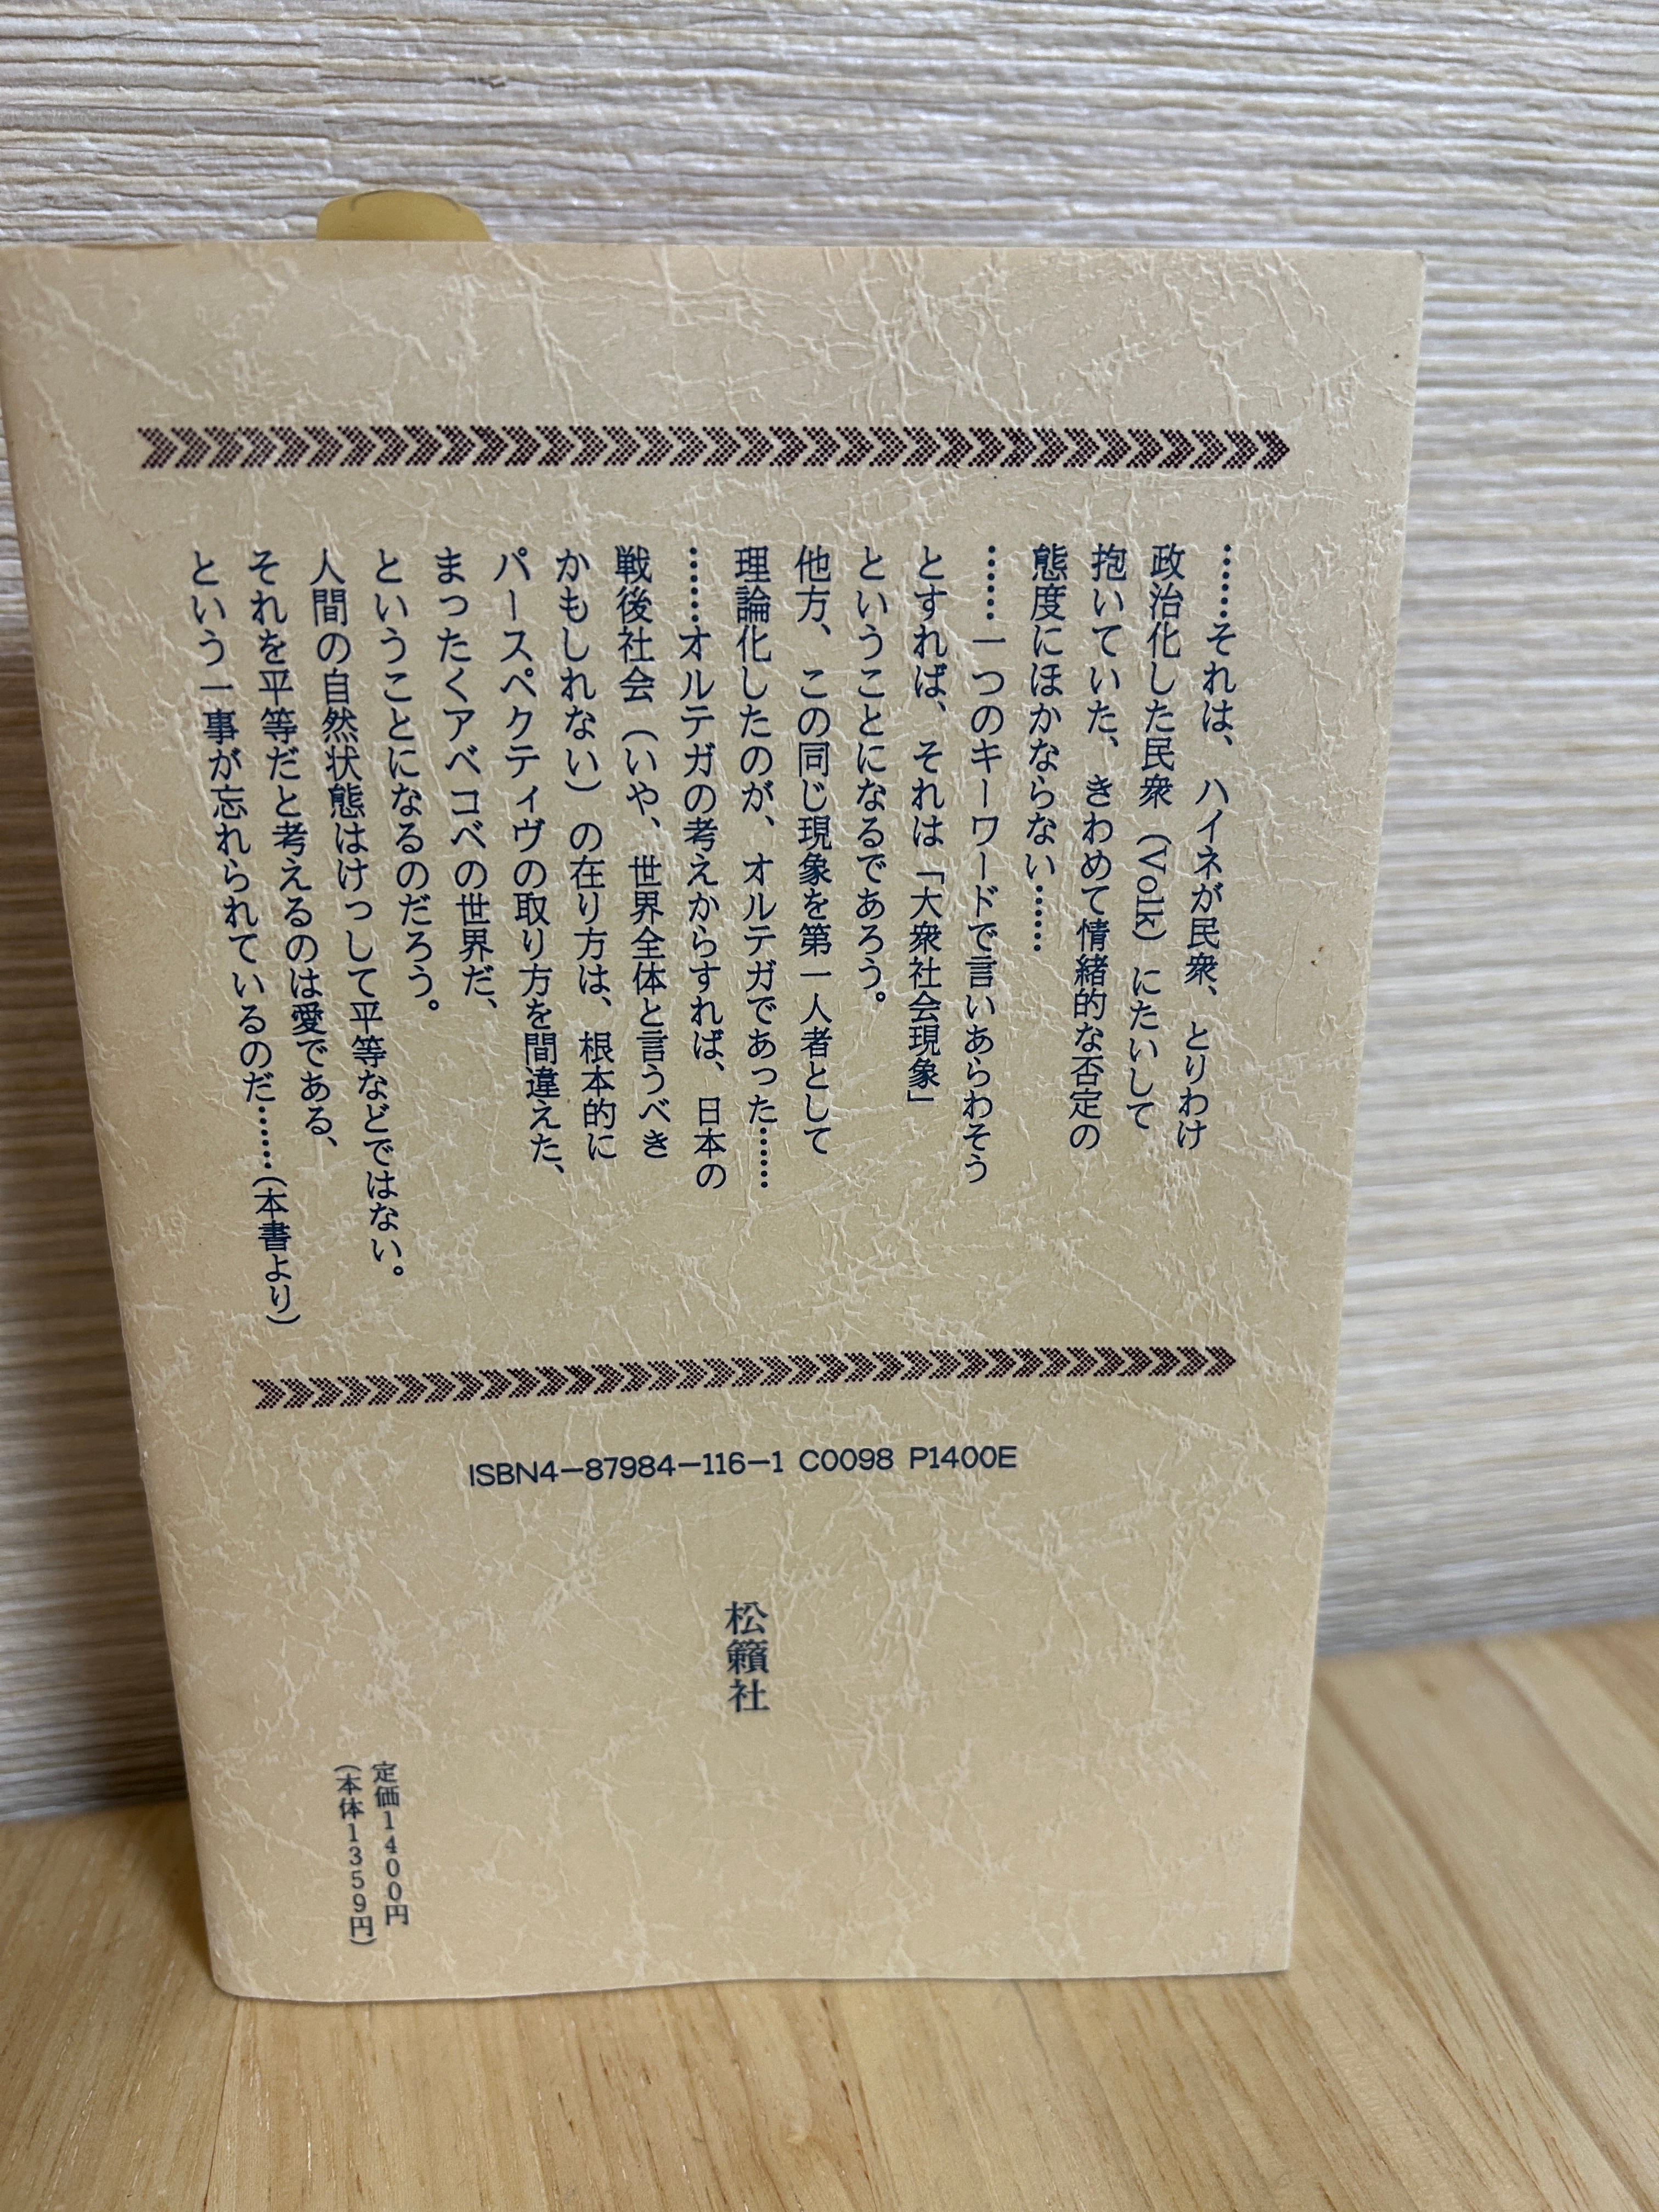 ……それは、ハイネが民衆、とりわけ
政治化した民衆（Volk）にたいして
抱いていた、きわめて情緒的な否定の
態度にほかならない……
……一つのキーワードで言いあらわそう
とすれば、それは「大衆社会現象」
ということになるであろう。
他方、この同じ現象を第一人者として
理論化したのが、オルテガであった……
……オルテガの考えからすれば、日本の
戦後社会（いや、世界全体と言うべき
かもしれない）の在り方は、根本的に
パースペクティヴの取り方を間違えた、
まったくアベコベの世界だ、
ということになるのだろう。
人間の自然状態はけっして平等などではない。
それを平等だと考えるのは愛である、
という一事が忘れられているのだ……（本書より）
ISBN4-87984-116-1 C0098 P1400E
松籟社
定価1400円
（本体1359円）